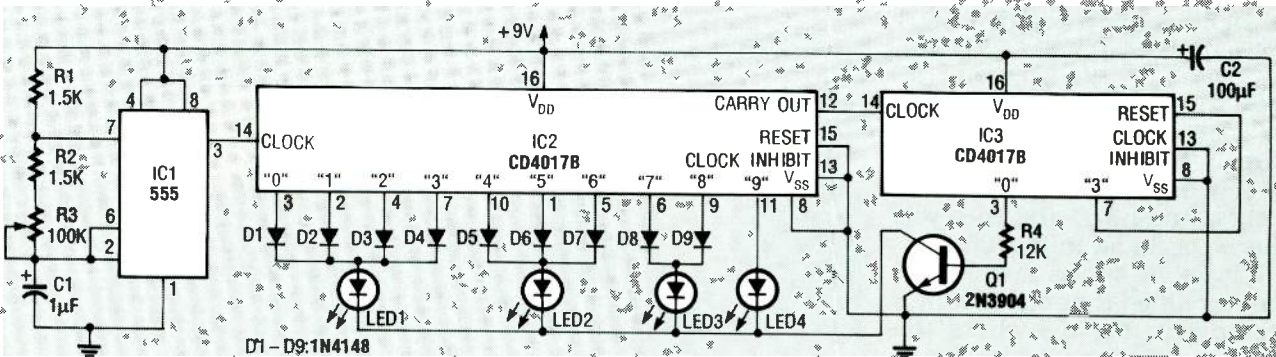 +9V
R1
1.5K
R2
1.5K
R3
100K
C1
1µF
+
4
8
7
6
2
3
1
IC1
555
14
CLOCK
16
VDD
IC2
CD4017B
CARRY OUT
12
RESET
15
CLOCK INHIBIT
13
VSS
8
"0"
"1"
"2"
"3"
"4"
"5"
"6"
"7"
"8"
"9"
3
2
4
7
10
1
5
6
9
11
D1
D2
D3
D4
D5
D6
D7
D8
D9
LED1
LED2
LED3
LED4
D1–D9:1N4148
14
CLOCK
16
VDD
IC3
CD4017B
RESET
15
CLOCK
INHIBIT
13
VSS
8
"0"
"3"
3
7
R4
12K
Q1
2N3904
+
C2
100µF